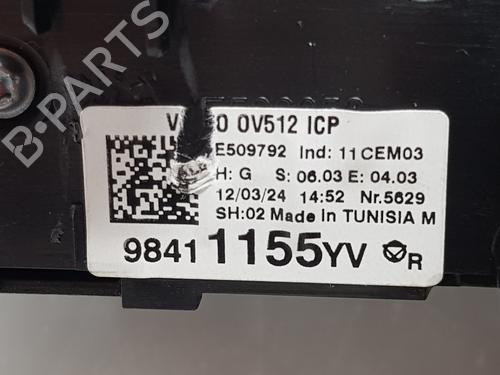 V 0 0V512 ICP
E509792 Ind: 11CEM03
H: G S: 06.03 E: 04.03
12/03/24 14:52 Nr.5629
SH:02 Made in TUNISIA M
98411155YV R
B-PARTS